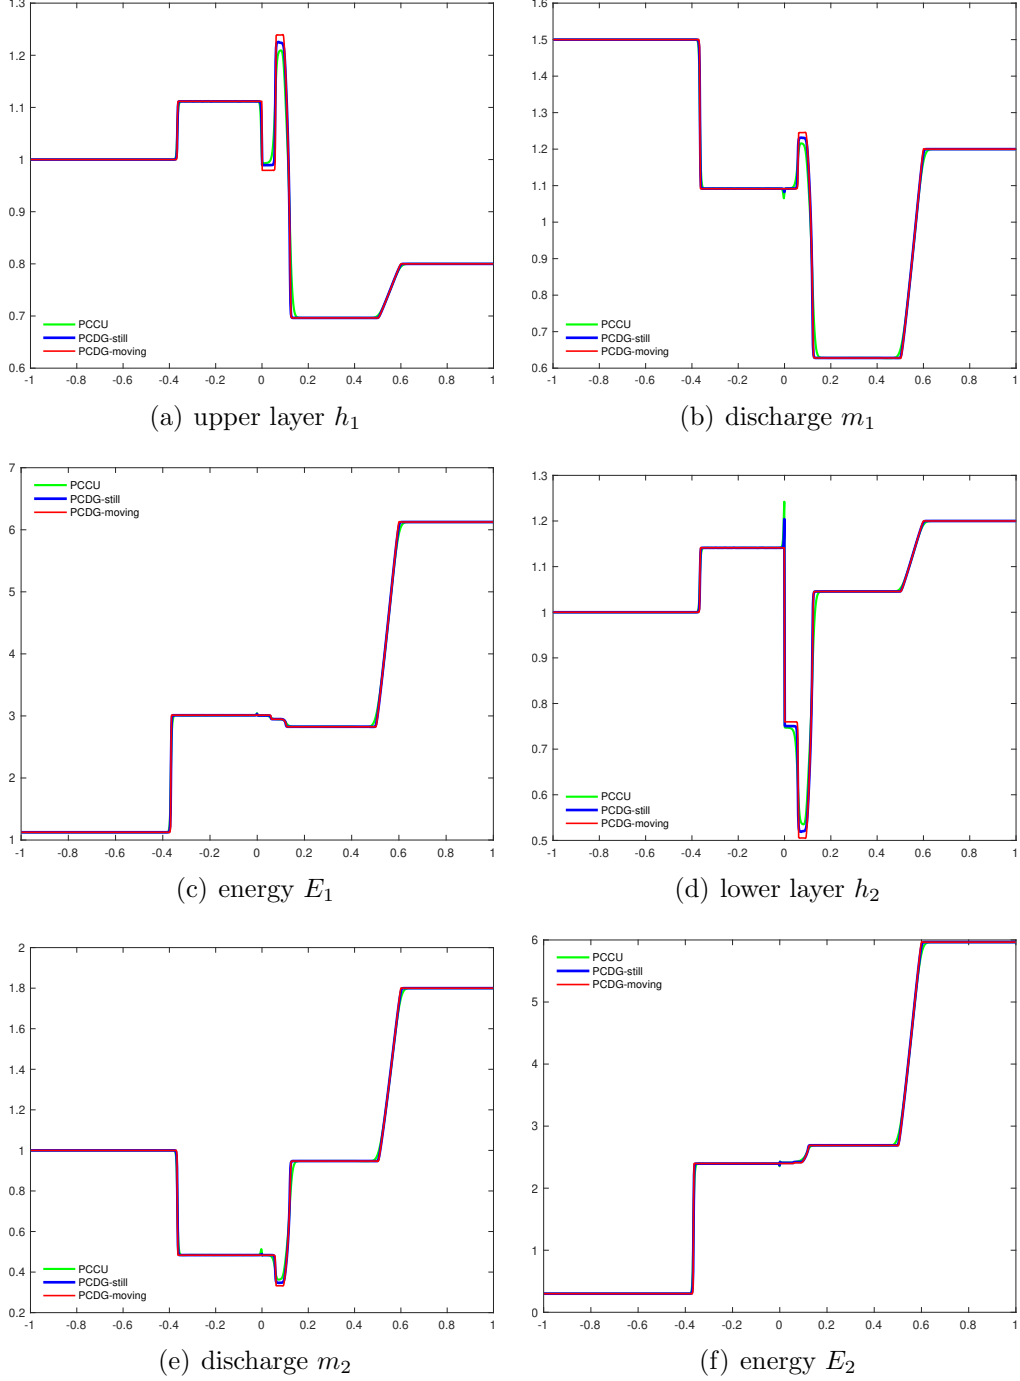 1.3
1.2
1.1
1
0.9
0.8
0.7
0.6
PCCU
PCDG-still
PCDG-moving
-1 -0.8 -0.6 -0.4 -0.2 0 0.2 0.4 0.6 0.8 1
(a) upper layer h₁
1.6
1.5
1.4
1.3
1.2
1.1
1
0.9
0.8
0.7
0.6
PCCU
PCDG-still
PCDG-moving
-1 -0.8 -0.6 -0.4 -0.2 0 0.2 0.4 0.6 0.8 1
(b) discharge m₁
7
PCCU
PCDG-still
PCDG-moving
6
5
4
3
2
1
-1 -0.8 -0.6 -0.4 -0.2 0 0.2 0.4 0.6 0.8 1
(c) energy E₁
1.3
1.2
1.1
1
0.9
0.8
0.7
0.6
PCCU
PCDG-still
PCDG-moving
0.5
-1 -0.8 -0.6 -0.4 -0.2 0 0.2 0.4 0.6 0.8 1
(d) lower layer h₂
2
1.8
1.6
1.4
1.2
1
0.8
0.6
0.4
PCCU
PCDG-still
PCDG-moving
0.2
-1 -0.8 -0.6 -0.4 -0.2 0 0.2 0.4 0.6 0.8 1
(e) discharge m₂
6
PCCU
PCDG-still
PCDG-moving
5
4
3
2
1
0
-1 -0.8 -0.6 -0.4 -0.2 0 0.2 0.4 0.6 0.8 1
(f) energy E₂